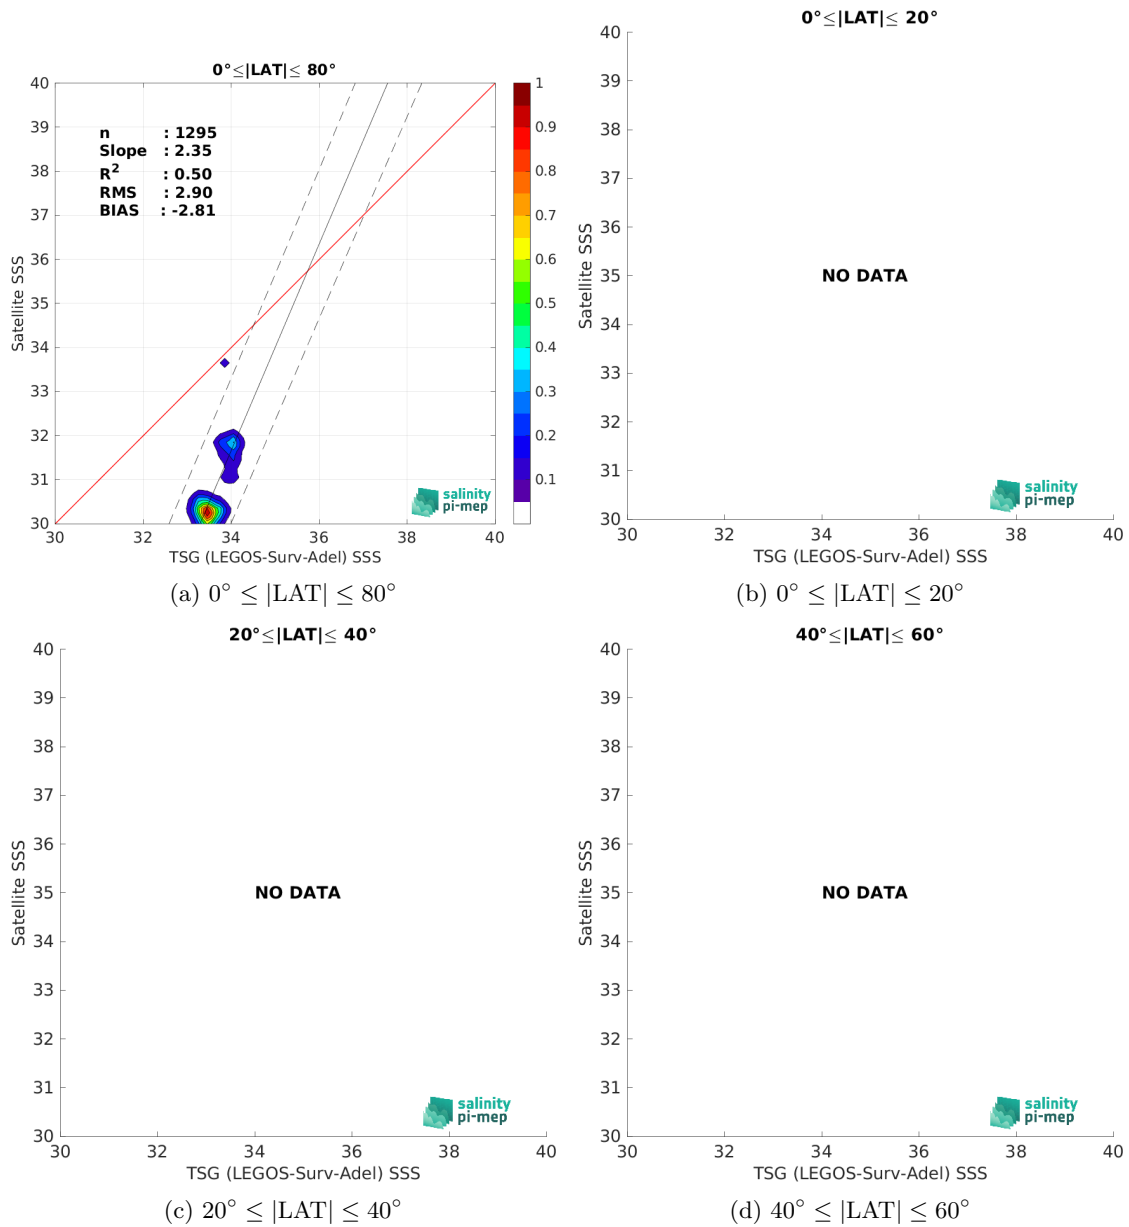 0°≤|LAT|≤ 80°
40
39
38
37
36
35
34
33
32
31
30
Satellite SSS
n : 1295
Slope : 2.35
R2 : 0.50
RMS : 2.90
BIAS : -2.81
salinity
pi-mep
30 32 34 36 38 40
TSG (LEGOS-Surv-Adel) SSS
1
0.9
0.8
0.7
0.6
0.5
0.4
0.3
0.2
0.1
(a) 0° ≤ |LAT| ≤ 80°
0°≤|LAT|≤ 20°
40
39
38
37
36
35
34
33
32
31
30
Satellite SSS
NO DATA
salinity
pi-mep
30 32 34 36 38 40
TSG (LEGOS-Surv-Adel) SSS
(b) 0° ≤ |LAT| ≤ 20°
20°≤|LAT|≤ 40°
40
39
38
37
36
35
34
33
32
31
30
Satellite SSS
NO DATA
salinity
pi-mep
30 32 34 36 38 40
TSG (LEGOS-Surv-Adel) SSS
(c) 20° ≤ |LAT| ≤ 40°
40°≤|LAT|≤ 60°
40
39
38
37
36
35
34
33
32
31
30
Satellite SSS
NO DATA
salinity
pi-mep
30 32 34 36 38 40
TSG (LEGOS-Surv-Adel) SSS
(d) 40° ≤ |LAT| ≤ 60°